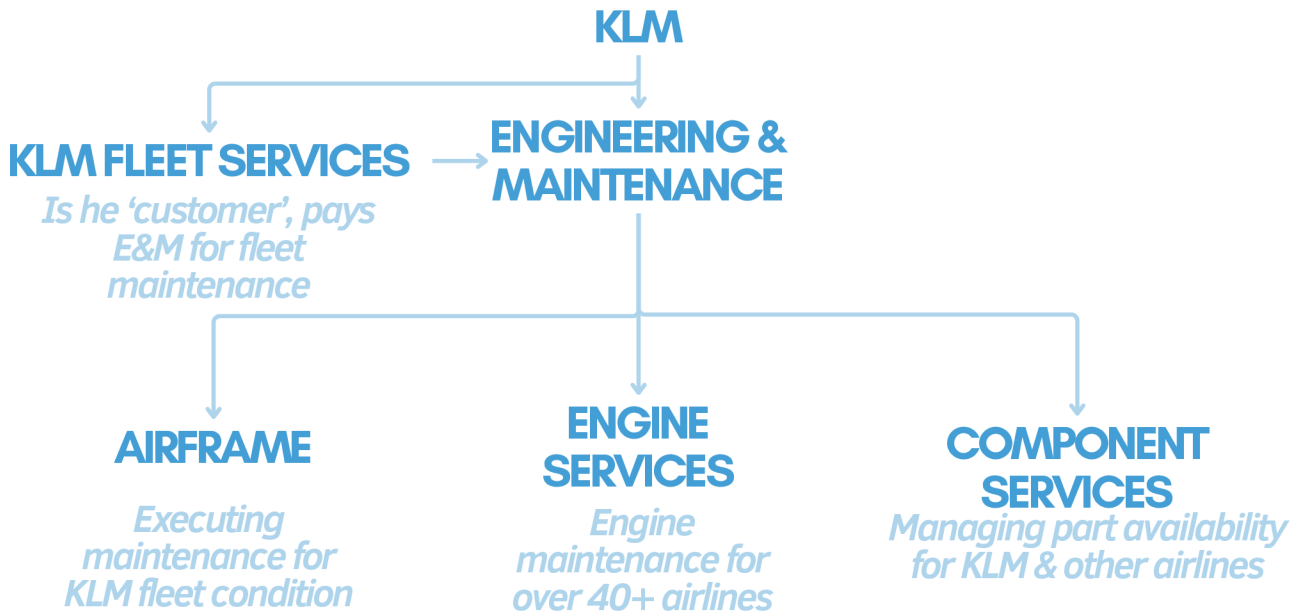 KLM
KLM FLEET SERVICES
Is he ‘customer’, pays
E&M for fleet
maintenance
ENGINEERING &
MAINTENANCE
AIRFRAME
Executing
maintenance for
KLM fleet condition
ENGINE
SERVICES
Engine
maintenance for
over 40+ airlines
COMPONENT
SERVICES
Managing part availability
for KLM & other airlines